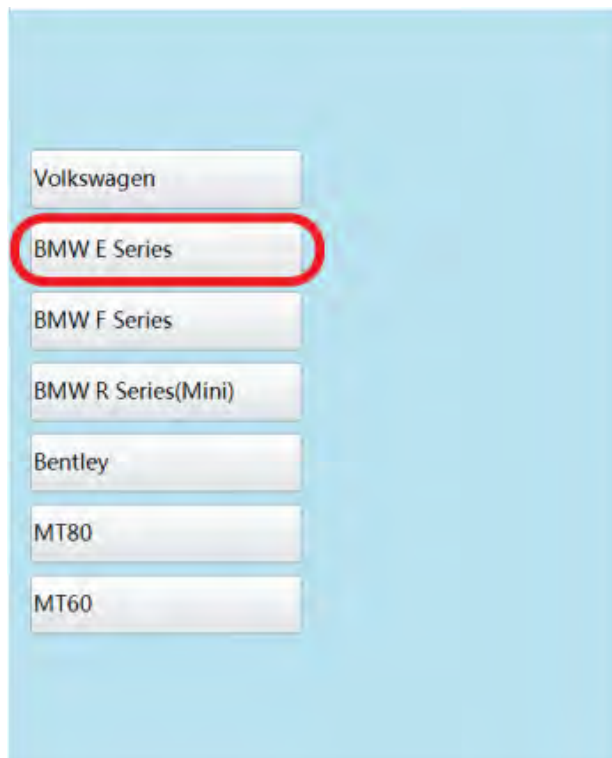 Volkswagen
BMW E Series
BMW F Series
BMW R Series(Mini)
Bentley
MT80
MT60